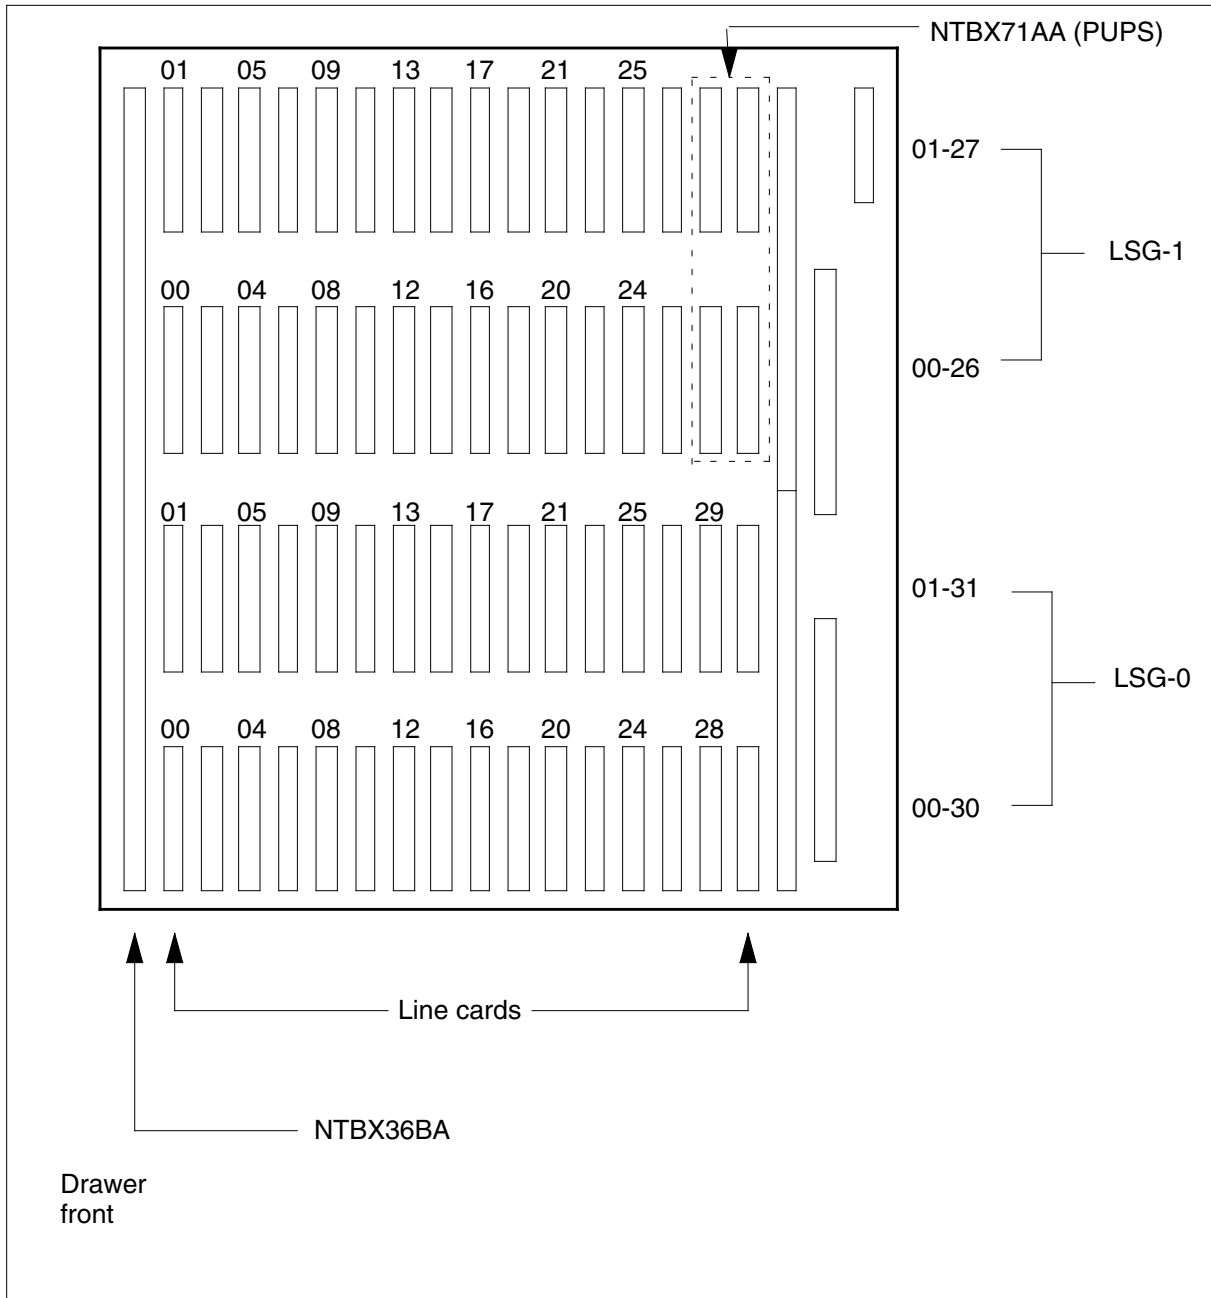 NTBX71AA (PUPS)
01 05 09 13 17 21 25
01-27
LSG-1
00 04 08 12 16 20 24
00-26
01 05 09 13 17 21 25 29
01-31
LSG-0
00 04 08 12 16 20 24 28
00-30
Line cards
NTBX36BA
Drawer
front